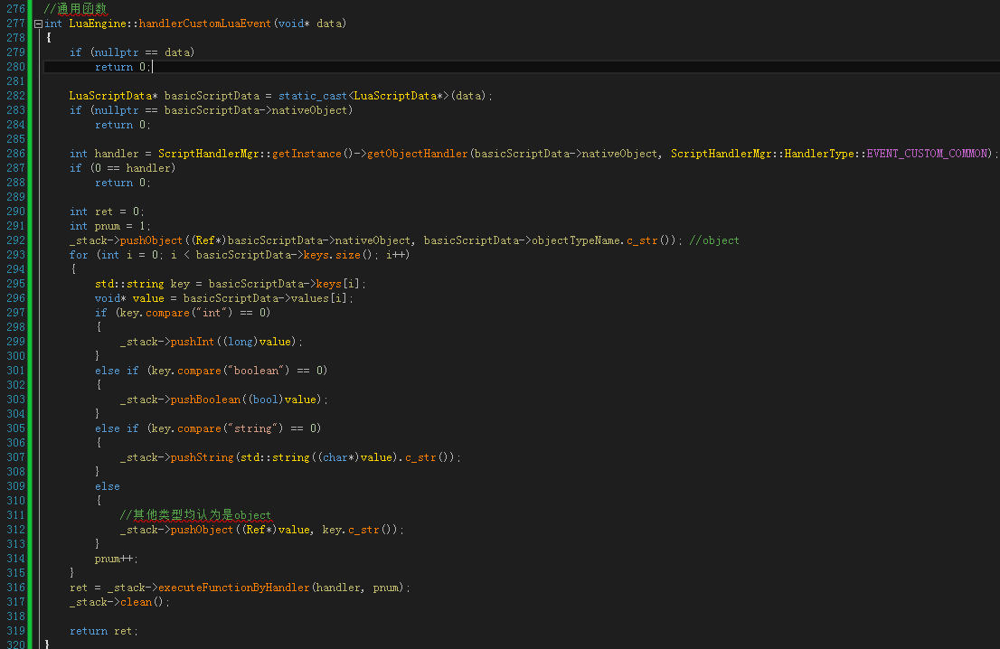 276 //通用函数
277 int LuaEngine::handlerCustomLuaEvent(void* data)
278 {
279 if (nullptr == data)
280 return 0;
281
282 LuaScriptData* basicScriptData = static_cast<LuaScriptData*>(data);
283 if (nullptr == basicScriptData->nativeObject)
284 return 0;
285
286 int handler = ScriptHandlerMgr::getInstance()->getObjectHandler(basicScriptData->nativeObject, ScriptHandlerMgr::HandlerType::EVENT_CUSTOM_COMMON);
287 if (0 == handler)
288 return 0;
289
290 int ret = 0;
291 int pnum = 1;
292 _stack->pushObject((Ref*)basicScriptData->nativeObject, basicScriptData->objectTypeName.c_str()); //object
293 for (int i = 0; i < basicScriptData->keys.size(); i++)
294 {
295 std::string key = basicScriptData->keys[i];
296 void* value = basicScriptData->values[i];
297 if (key.compare("int") == 0)
298 {
299 _stack->pushInt((long)value);
300 }
301 else if (key.compare("boolean") == 0)
302 {
303 _stack->pushBoolean((bool)value);
304 }
305 else if (key.compare("string") == 0)
306 {
307 _stack->pushString(std::string((char*)value).c_str());
308 }
309 else
310 {
311 //其他类型均认为是object
312 _stack->pushObject((Ref*)value, key.c_str());
313 }
314 pnum++;
315 }
316 ret = _stack->executeFunctionByHandler(handler, pnum);
317 _stack->clean();
318
319 return ret;
320 }